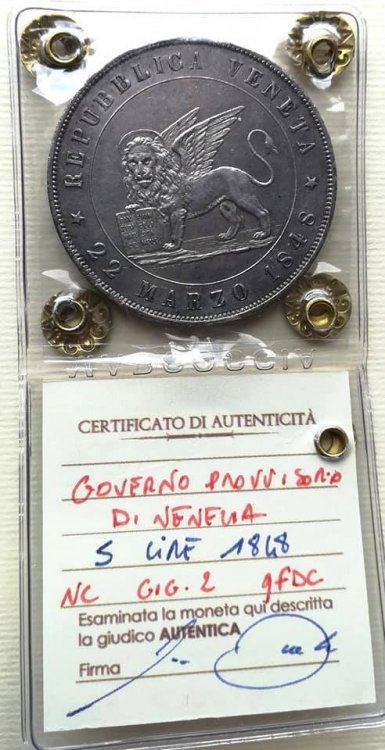 ★ REPUBBLICA VENETA ★
22 MARZO 1848
CERTIFICATO DI AUTENTICITÀ
GOVERNO PROVVISORIO
DI VENEZIA
5 LIRE 1848
NC GIG. 2 qFDC
Esaminata la moneta qui descritta
la giudico AUTENTICA
Firma